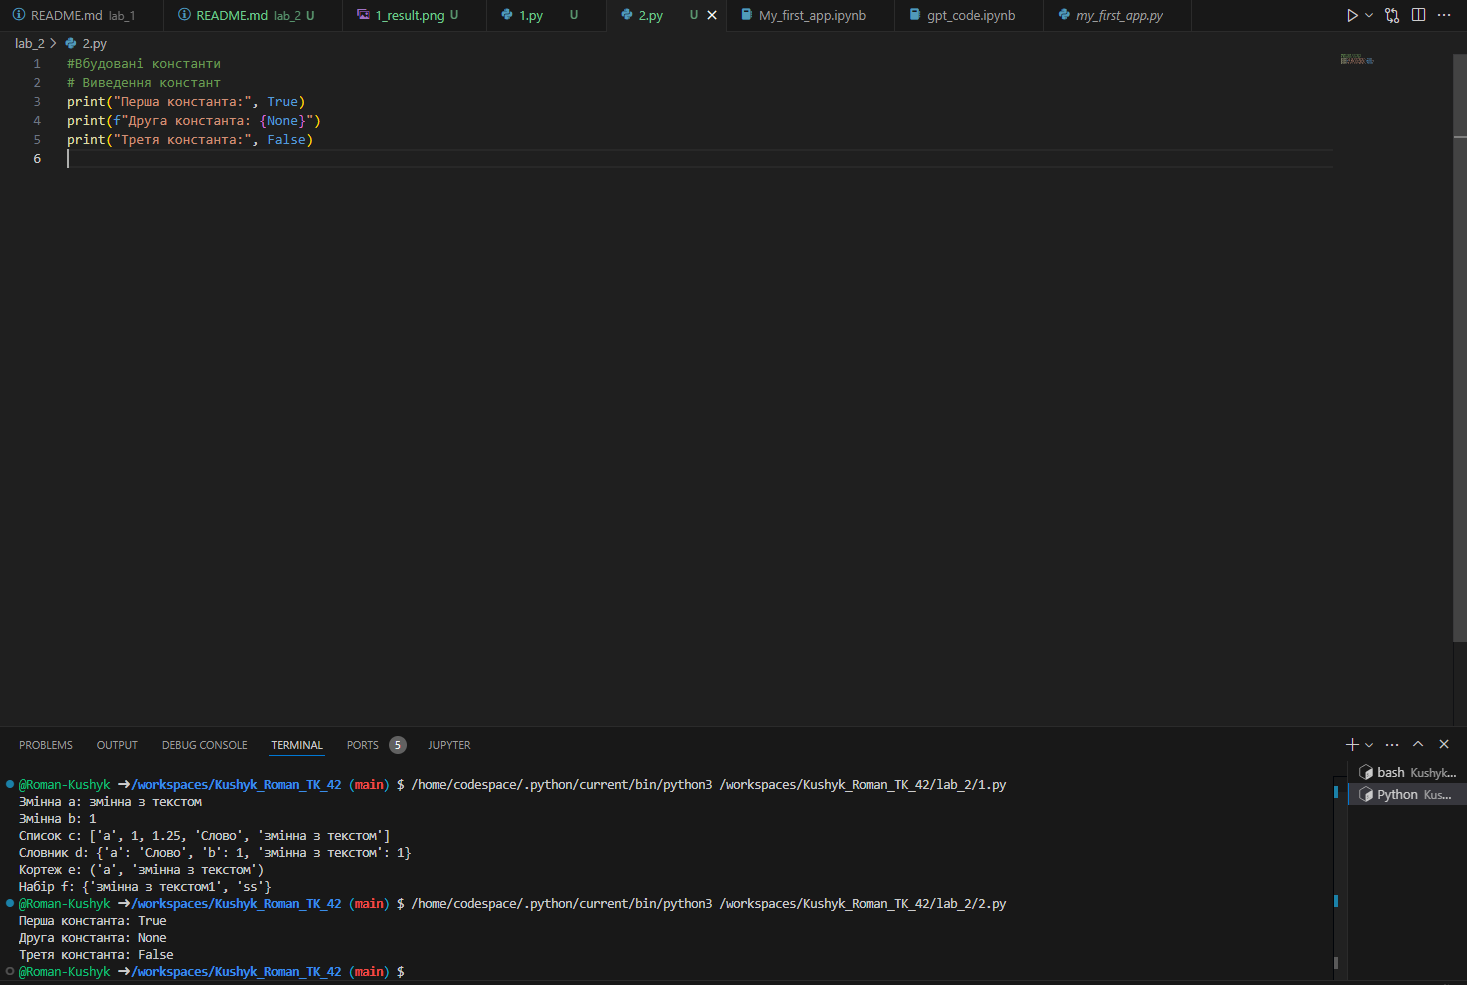 README.md lab_1 README.md lab_2 U 1_result.png U 1.py U 2.py U My_first_app.ipynb gpt_code.ipynb my_first_app.py
lab_2 > 2.py
1 #Вбудовані константи
2 # Виведення констант
3 print("Перша константа:", True)
4 print(f"Друга константа: {None}")
5 print("Третя константа:", False)
6
PROBLEMS OUTPUT DEBUG CONSOLE TERMINAL PORTS 5 JUPYTER
@Roman-Kushyk ➜/workspaces/Kushyk_Roman_TK_42 (main) $ /home/codespace/.python/current/bin/python3 /workspaces/Kushyk_Roman_TK_42/lab_2/1.py
Змінна a: змінна з текстом
Змінна b: 1
Список c: ['a', 1, 1.25, 'Слово', 'змінна з текстом']
Словник d: {'a': 'Слово', 'b': 1, 'змінна з текстом': 1}
Кортеж e: ('a', 'змінна з текстом')
Набір f: {'змінна з текстом1', 'ss'}
@Roman-Kushyk ➜/workspaces/Kushyk_Roman_TK_42 (main) $ /home/codespace/.python/current/bin/python3 /workspaces/Kushyk_Roman_TK_42/lab_2/2.py
Перша константа: True
Друга константа: None
Третя константа: False
@Roman-Kushyk ➜/workspaces/Kushyk_Roman_TK_42 (main) $
bash Kushyk...
Python Kus...